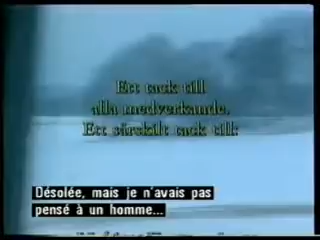 Ett tack till
alla medverkande.
Ett särskilt tack till:
Désolée, mais je n'avais pas
pensé à un homme...